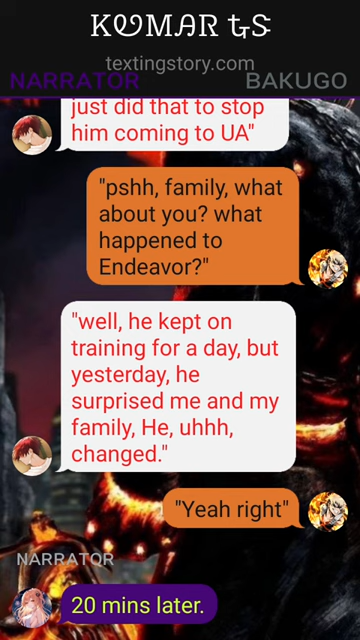 KUMAR GS
textingstory.com
NARRATOR
BAKUGO
just did that to stop
him coming to UA"
"pshh, family, what
about you? what
happened to
Endeavor?"
"well, he kept on
training for a day, but
yesterday, he
surprised me and my
family, He, uhhh,
changed."
"Yeah right"
NARRATOR
20 mins later.